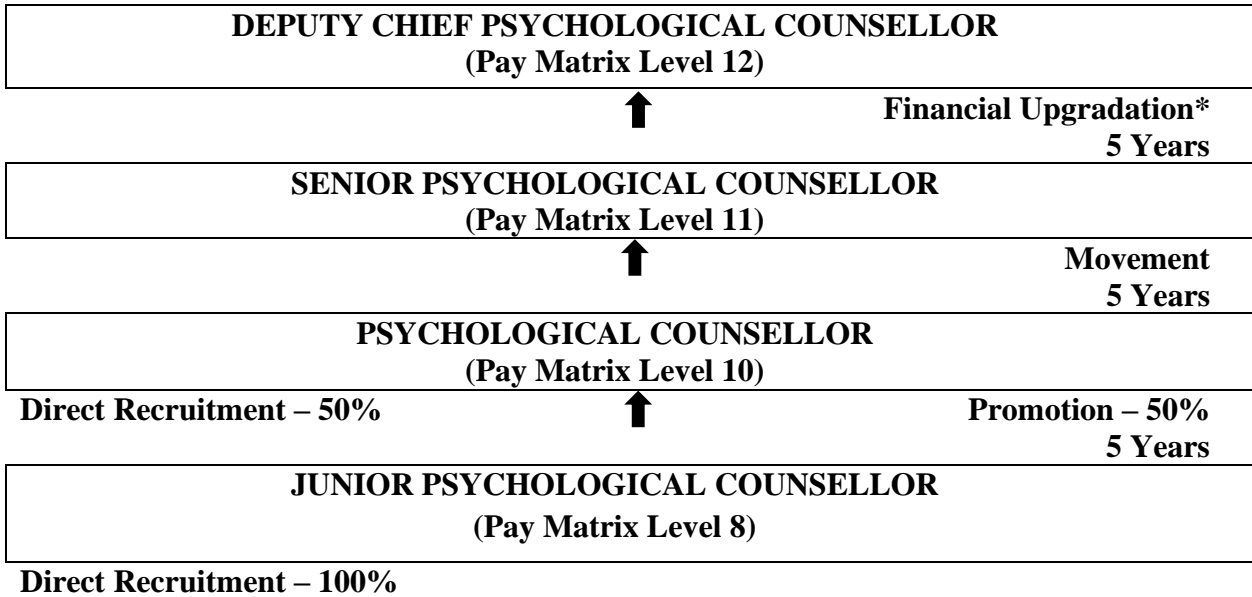 DEPUTY CHIEF PSYCHOLOGICAL COUNSELLOR
(Pay Matrix Level 12)
Financial Upgradation*
5 Years
SENIOR PSYCHOLOGICAL COUNSELLOR
(Pay Matrix Level 11)
Movement
5 Years
PSYCHOLOGICAL COUNSELLOR
(Pay Matrix Level 10)
Direct Recruitment – 50% Promotion – 50%
5 Years
JUNIOR PSYCHOLOGICAL COUNSELLOR
(Pay Matrix Level 8)
Direct Recruitment – 100%